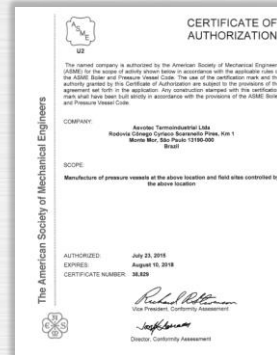 CERTIFICATE OF
AUTHORIZATION
ASME
U2
The named company is authorized by the American Society of Mechanical Engineers
(ASME) for the scope of activity shown below in accordance with the applicable rules of
the ASME Boiler and Pressure Vessel Code. The use of the certification mark and the
authority granted by this Certificate of Authorization are subject to the provisions of the
agreement set forth in the application. Any construction stamped with this certification
mark shall have been built strictly in accordance with the provisions of the ASME Boiler
and Pressure Vessel Code.
COMPANY:
Termoindustrial Ltda
Rodovia Cônego Cyriaco Scaranello Pires, Km 1
Monte Mor, São Paulo 13190-000
Brazil
SCOPE:
Manufacture of pressure vessels at the above location and field sites controlled by
the above location
AUTHORIZED: July 23, 2015
EXPIRES: August 10, 2018
CERTIFICATE NUMBER: 38,829
Vice President, Conformity Assessment
Director, Conformity Assessment
The American Society of Mechanical Engineers